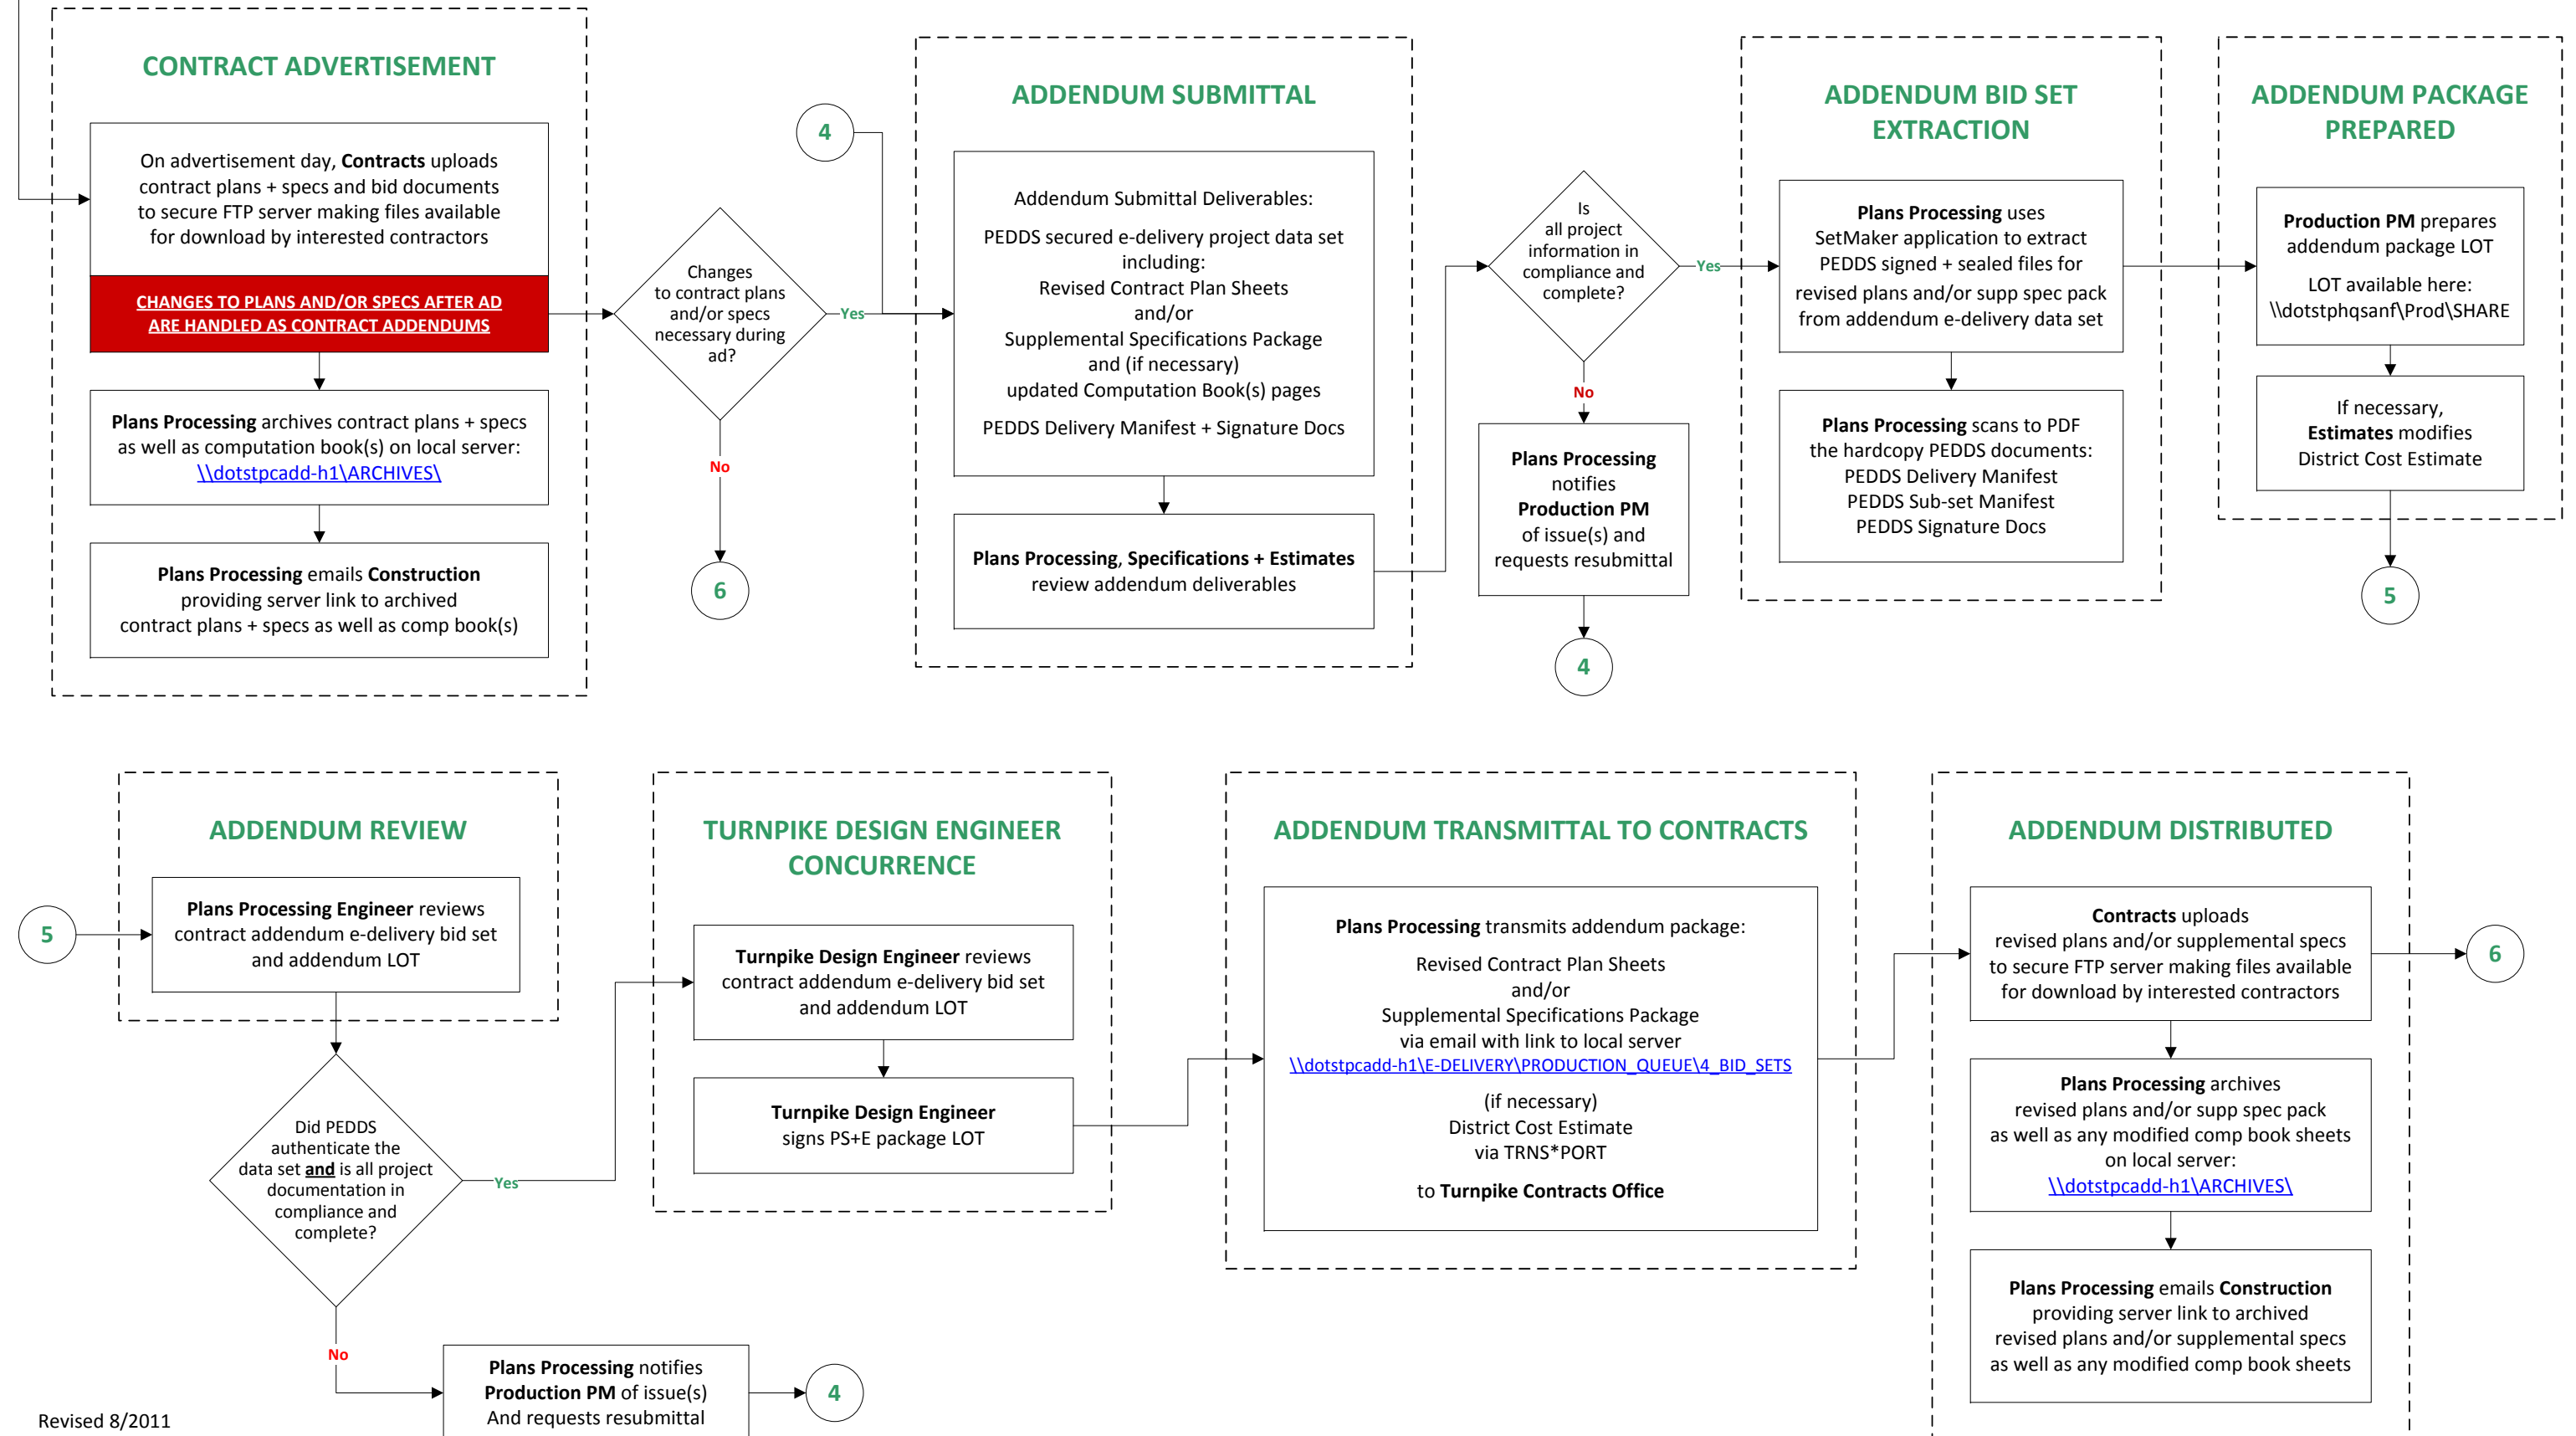 CONTRACT ADVERTISEMENT
On advertisement day, Contracts uploads
contract plans + specs and bid documents
to secure FTP server making files available
for download by interested contractors
CHANGES TO PLANS AND/OR SPECS AFTER AD
ARE HANDLED AS CONTRACT ADDENDUMS
Plans Processing archives contract plans + specs
as well as computation book(s) on local server:
\\dotstpcadd-h1\ARCHIVES\
Plans Processing emails Construction
providing server link to archived
contract plans + specs as well as comp book(s)
Changes
to contract plans
and/or specs
necessary during
ad?
Yes
No
6
4
ADDENDUM SUBMITTAL
Addendum Submittal Deliverables:
PEDDS secured e-delivery project data set
including:
Revised Contract Plan Sheets
and/or
Supplemental Specifications Package
and (if necessary)
updated Computation Book(s) pages
PEDDS Delivery Manifest + Signature Docs
Plans Processing, Specifications + Estimates
review addendum deliverables
Is
all project
information in
compliance and
complete?
Yes
No
Plans Processing
notifies
Production PM
of issue(s) and
requests resubmittal
4
ADDENDUM BID SET
EXTRACTION
Plans Processing uses
SetMaker application to extract
PEDDS signed + sealed files for
revised plans and/or supp spec pack
from addendum e-delivery data set
Plans Processing scans to PDF
the hardcopy PEDDS documents:
PEDDS Delivery Manifest
PEDDS Sub-set Manifest
PEDDS Signature Docs
ADDENDUM PACKAGE
PREPARED
Production PM prepares
addendum package LOT
LOT available here:
\\dotstphqsanf\Prod\SHARE
If necessary,
Estimates modifies
District Cost Estimate
5
5
ADDENDUM REVIEW
Plans Processing Engineer reviews
contract addendum e-delivery bid set
and addendum LOT
Did PEDDS
authenticate the
data set and is all project
documentation in
compliance and
complete?
Yes
No
Plans Processing notifies
Production PM of issue(s)
And requests resubmittal
4
TURNPIKE DESIGN ENGINEER
CONCURRENCE
Turnpike Design Engineer reviews
contract addendum e-delivery bid set
and addendum LOT
Turnpike Design Engineer
signs PS+E package LOT
ADDENDUM TRANSMITTAL TO CONTRACTS
Plans Processing transmits addendum package:
Revised Contract Plan Sheets
and/or
Supplemental Specifications Package
via email with link to local server
\\dotstpcadd-h1\E-DELIVERY\PRODUCTION_QUEUE\4_BID_SETS
(if necessary)
District Cost Estimate
via TRNS*PORT
to Turnpike Contracts Office
ADDENDUM DISTRIBUTED
Contracts uploads
revised plans and/or supplemental specs
to secure FTP server making files available
for download by interested contractors
6
Plans Processing archives
revised plans and/or supp spec pack
as well as any modified comp book sheets
on local server:
\\dotstpcadd-h1\ARCHIVES\
Plans Processing emails Construction
providing server link to archived
revised plans and/or supplemental specs
as well as any modified comp book sheets
Revised 8/2011